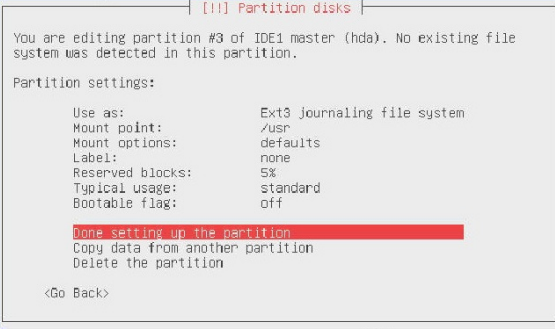 [!!] Partition disks
You are editing partition #3 of IDE1 master (hda). No existing file
system was detected in this partition.
Partition settings:
Use as: Ext3 journaling file system
Mount point: /usr
Mount options: defaults
Label: none
Reserved blocks: 5%
Typical usage: standard
Bootable flag: off
Done setting up the partition
Copy data from another partition
Delete the partition
<Go Back>